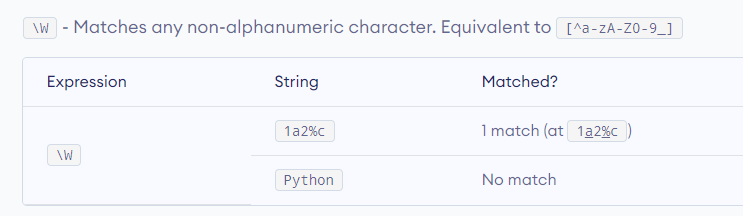 \W - Matches any non-alphanumeric character. Equivalent to [^a-zA-Z0-9_]
Expression String Matched?
\W
1a2%c 1 match (at 1a2%c)
Python No match